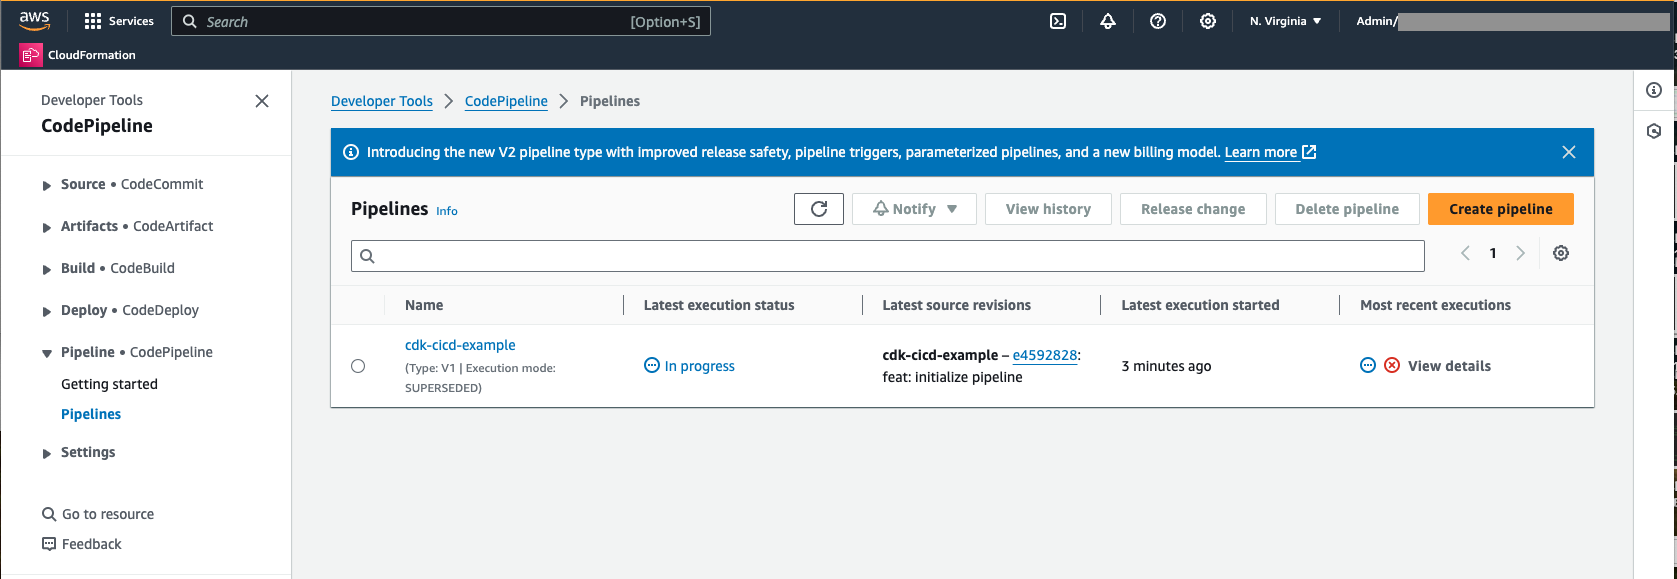 aws
Services
Search
[Option+S]
N. Virginia
Admin/
CloudFormation
Developer Tools
CodePipeline
Source • CodeCommit
Artifacts • CodeArtifact
Build • CodeBuild
Deploy • CodeDeploy
Pipeline • CodePipeline
Getting started
Pipelines
Settings
Go to resource
Feedback
Developer Tools
CodePipeline
Pipelines
Introducing the new V2 pipeline type with improved release safety, pipeline triggers, parameterized pipelines, and a new billing model. Learn more
Pipelines Info
Notify
View history
Release change
Delete pipeline
Create pipeline
1
Name
Latest execution status
Latest source revisions
Latest execution started
Most recent executions
cdk-cicd-example
(Type: V1 | Execution mode:
SUPERSEDED)
In progress
cdk-cicd-example – e4592828:
feat: initialize pipeline
3 minutes ago
View details